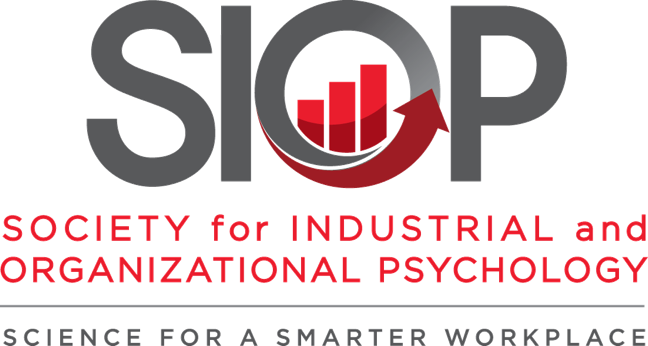 SIOP
SOCIETY for INDUSTRIAL and
ORGANIZATIONAL PSYCHOLOGY
SCIENCE FOR A SMARTER WORKPLACE